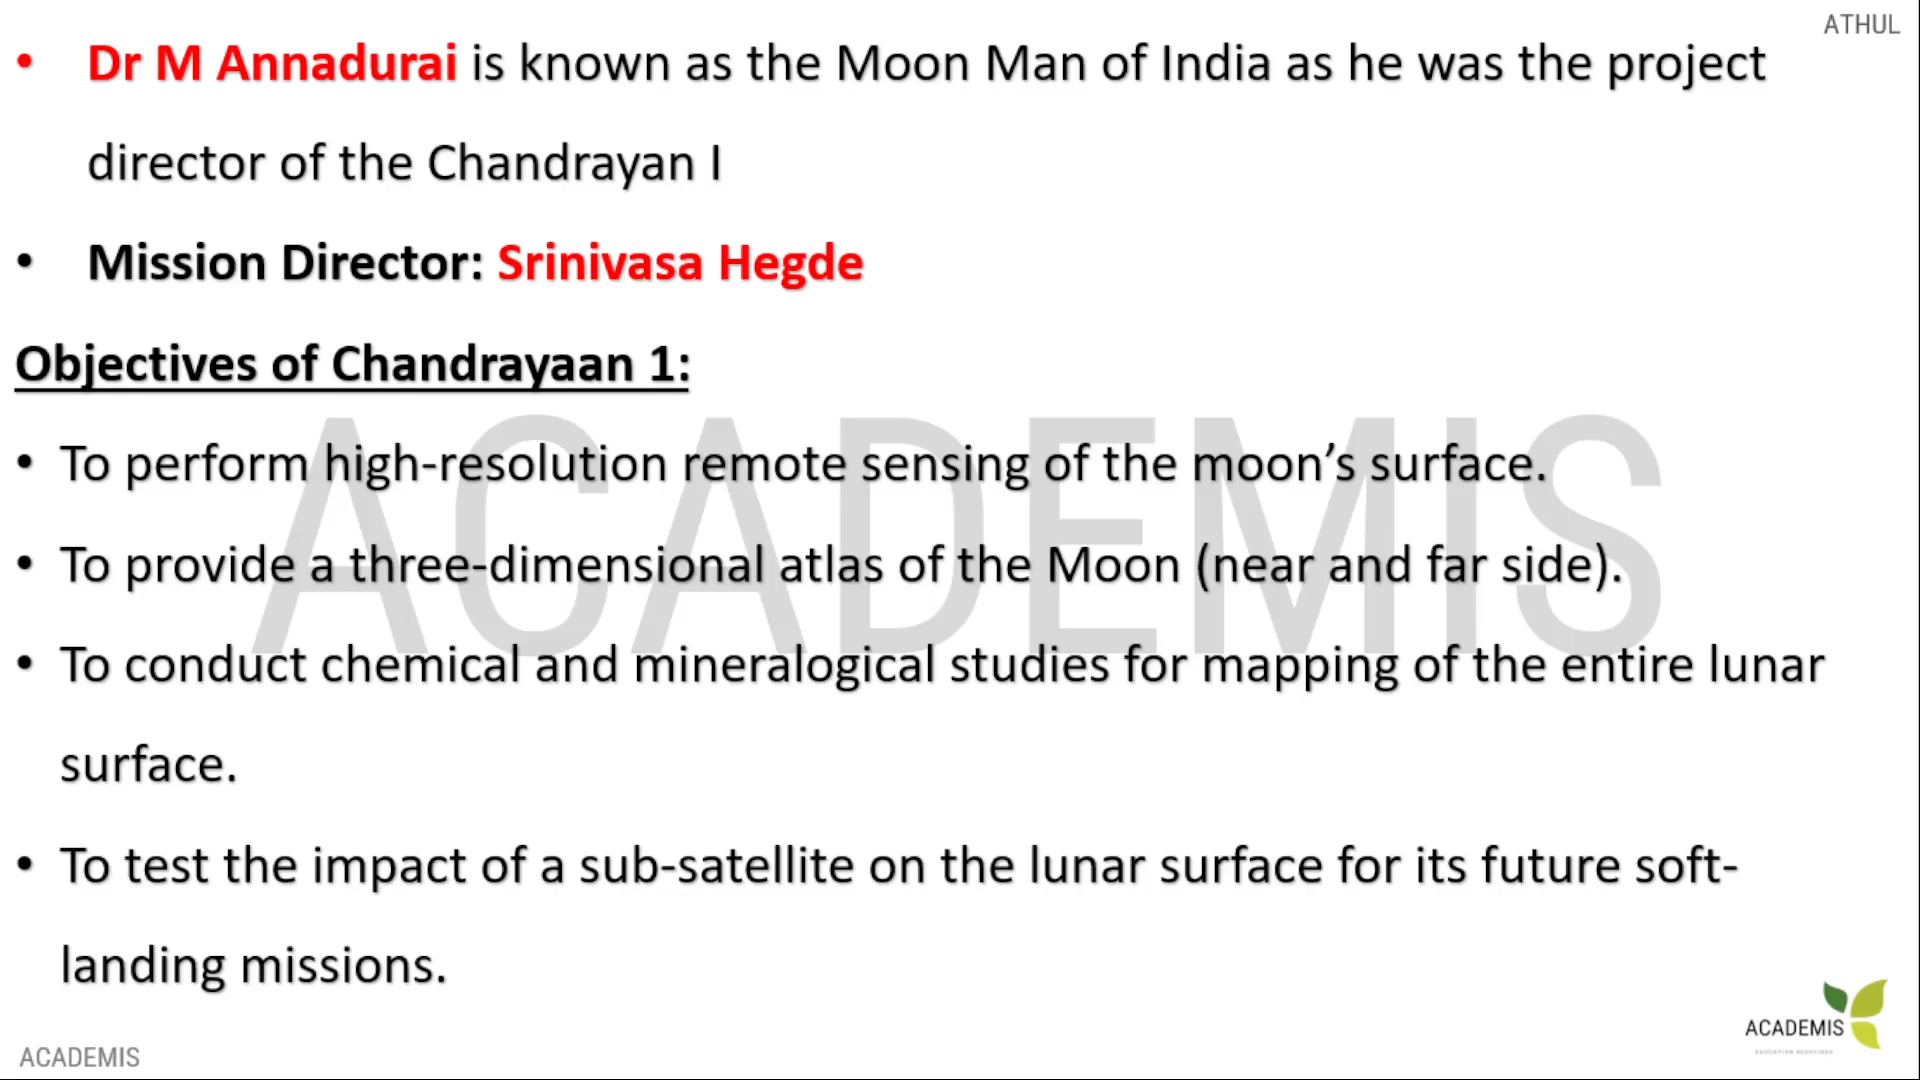 ATHUL
• Dr M Annadurai is known as the Moon Man of India as he was the project
director of the Chandrayan I
• Mission Director: Srinivasa Hegde
Objectives of Chandrayaan 1:
• To perform high-resolution remote sensing of the moon’s surface.
• To provide a three-dimensional atlas of the Moon (near and far side).
• To conduct chemical and mineralogical studies for mapping of the entire lunar
surface.
• To test the impact of a sub-satellite on the lunar surface for its future soft-
landing missions.
ACADEMIS
ACADEMIS
EDUCATION REDEFINED
ACADEMIS